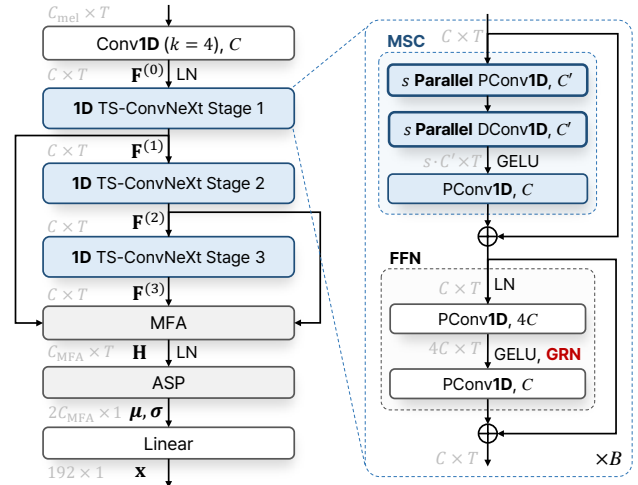 C_mel × T
Conv1D (k = 4), C
C × T
F^(0) LN
1D TS-ConvNeXt Stage 1
C × T
F^(1)
1D TS-ConvNeXt Stage 2
C × T
F^(2)
1D TS-ConvNeXt Stage 3
C × T
F^(3)
MFA
C_MFA × T
H LN
ASP
2C_MFA × 1
μ, σ
Linear
192 × 1
x
C × T
MSC
s Parallel PConv1D, C′
s Parallel DConv1D, C′
s · C′ × T
GELU
PConv1D, C
FFN
C × T
LN
PConv1D, 4C
4C × T
GELU, GRN
PConv1D, C
C × T
×B